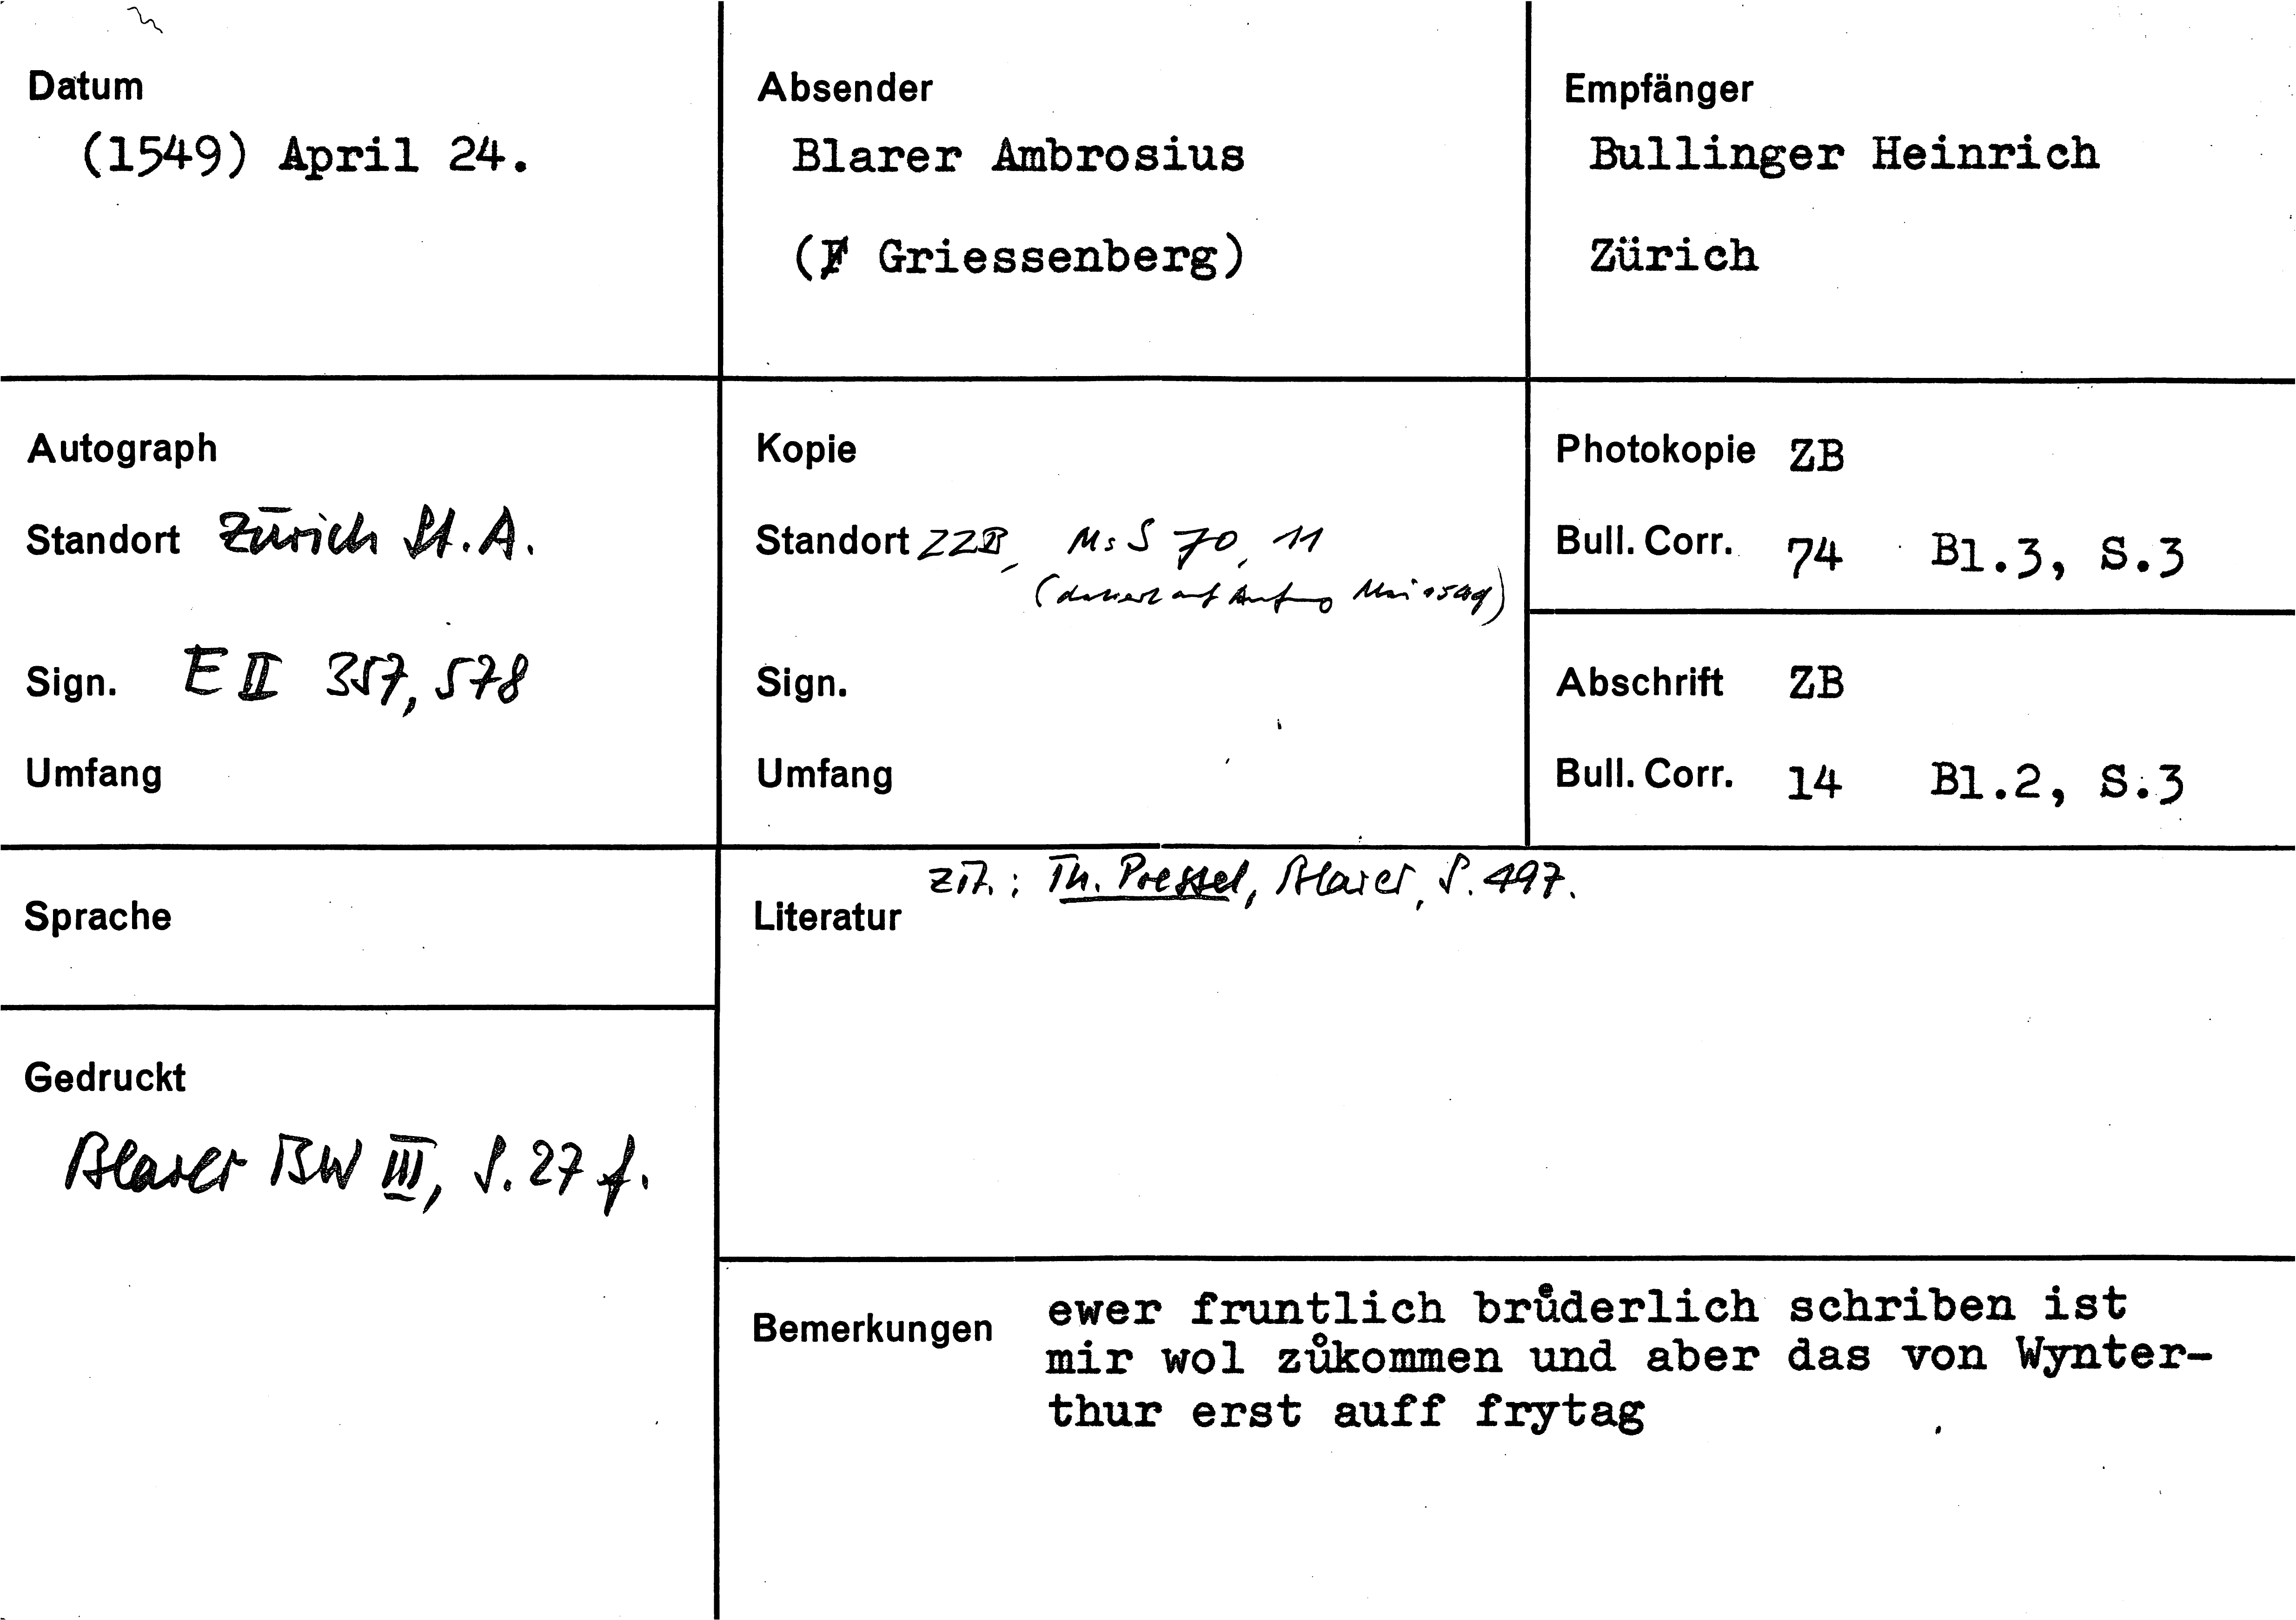 Datum
(1549) April 24.
Absender
Blarer Ambrosius
(F Griessenberg)
Empfänger
Bullinger Heinrich
Zürich
Autograph
Standort Zürich St.A.
Sign. E II 357, 578
Umfang
Kopie
Standort ZZB, Ms S 70, 11
(datiert auf Anfang Mai 1549)
Sign.
Umfang
Photokopie ZB
Bull. Corr. 74 Bl.3, S.3
Abschrift ZB
Bull. Corr. 14 Bl.2, S.3
Sprache
Gedruckt
Blarer BW III, S. 27 f.
zit.: Th. Pressel, Blarer, S. 497.
Literatur
Bemerkungen
ewer fruntlich brůderlich schriben ist
mir wol zůkommen und aber das von Wynter-
thur erst auff frytag